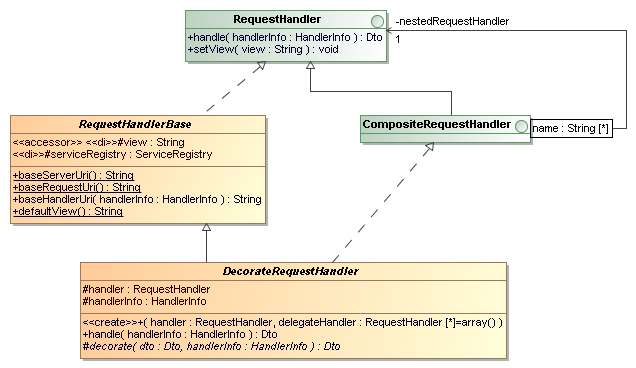 RequestHandler
+handle( handlerInfo : HandlerInfo ) : Dto
+setView( view : String ) : void
-nestedRequestHandler
1
RequestHandlerBase
<<accessor>> <<di>>#view : String
<<di>>#serviceRegistry : ServiceRegistry
+baseServerUri() : String
+baseRequestUri() : String
+baseHandlerUri( handlerInfo : HandlerInfo ) : String
+defaultView() : String
CompositeRequestHandler
name : String [*]
DecorateRequestHandler
#handler : RequestHandler
#handlerInfo : HandlerInfo
<<create>>+( handler : RequestHandler, delegateHandler : RequestHandler [*]=array() )
+handle( handlerInfo : HandlerInfo ) : Dto
#decorate( dto : Dto, handlerInfo : HandlerInfo ) : Dto